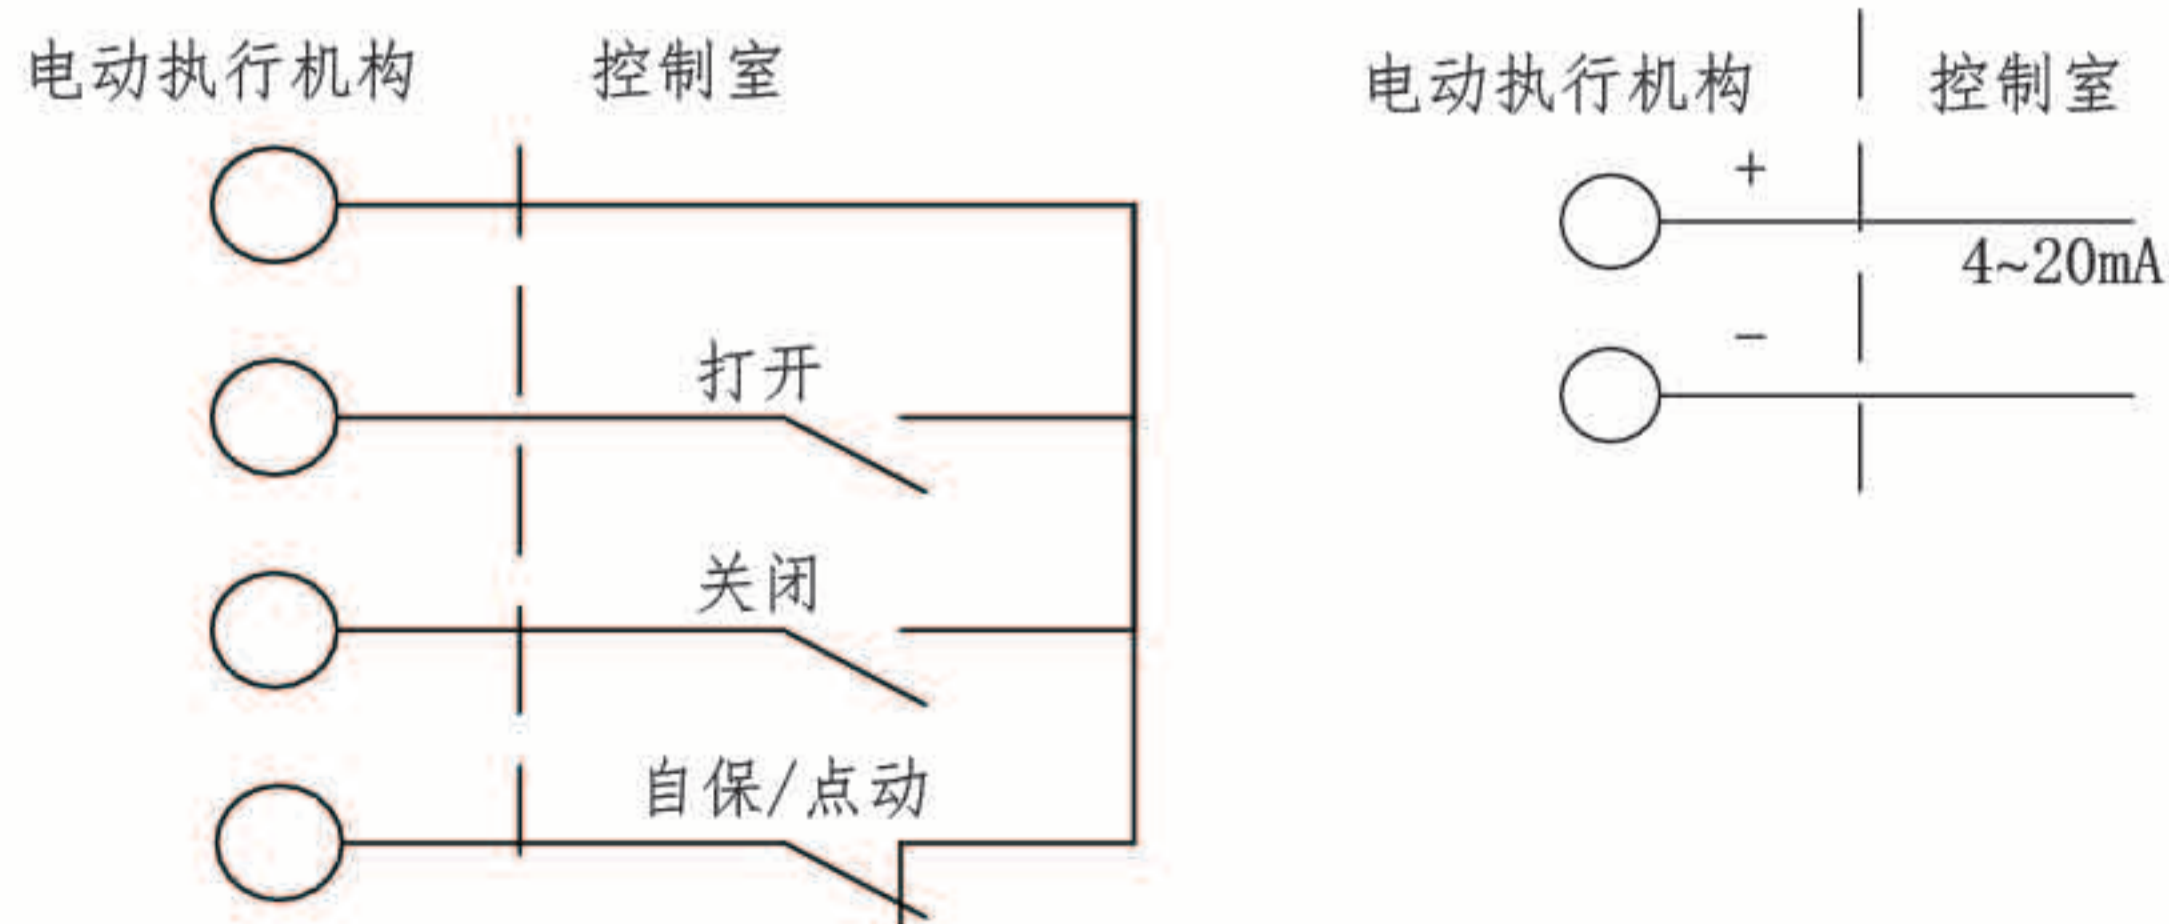 电动执行机构 控制室
打开
关闭
自保/点动
电动执行机构 控制室
+
4~20mA
−